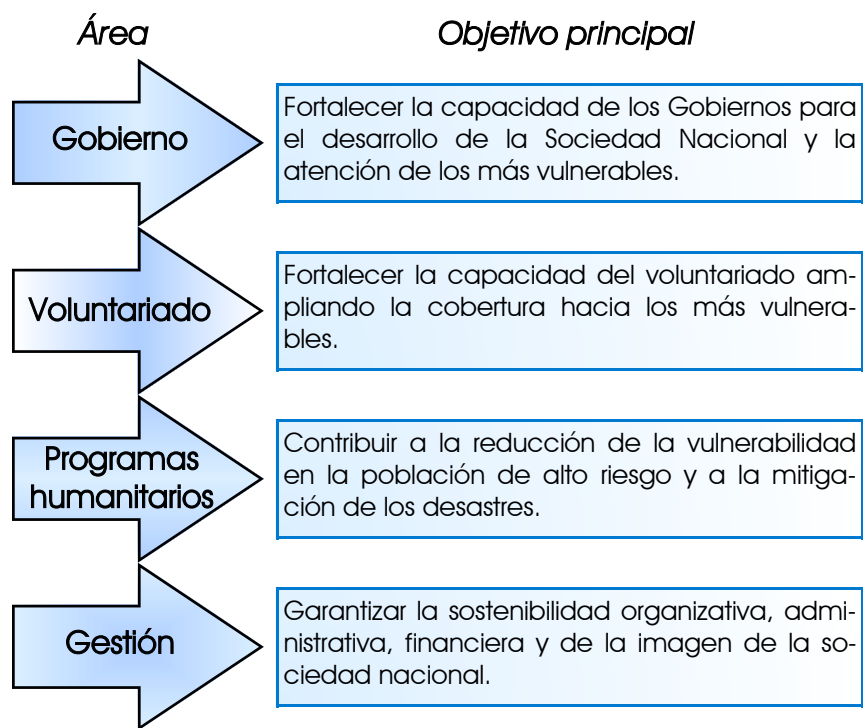 Área
Objetivo principal
Gobierno
Fortalecer la capacidad de los Gobiernos para
el desarrollo de la Sociedad Nacional y la
atención de los más vulnerables.
Voluntariado
Fortalecer la capacidad del voluntariado am-
pliando la cobertura hacia los más vulnera-
bles.
Programas
humanitarios
Contribuir a la reducción de la vulnerabilidad
en la población de alto riesgo y a la mitiga-
ción de los desastres.
Gestión
Garantizar la sostenibilidad organizativa, admi-
nistrativa, financiera y de la imagen de la so-
ciedad nacional.